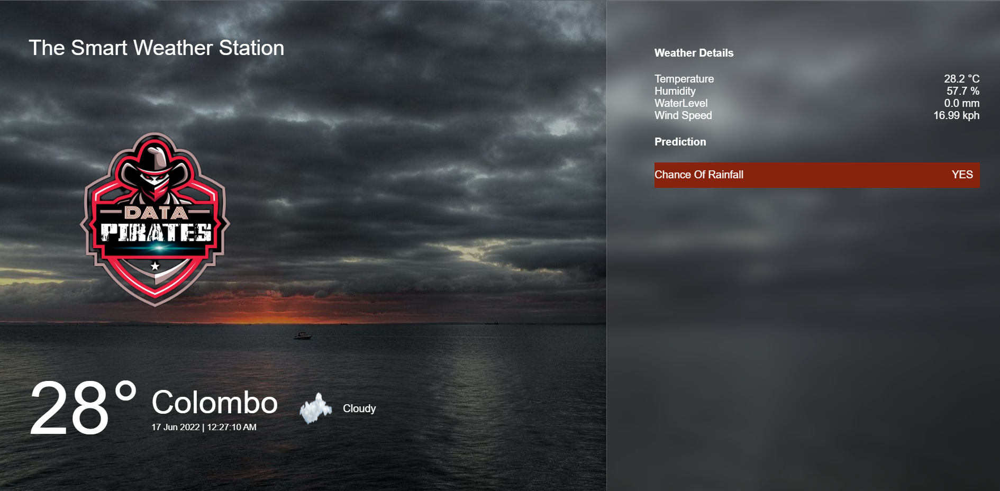 The Smart Weather Station
DATA
PIRATES
28°
Colombo
17 Jun 2022 | 12:27:10 AM
Cloudy
Weather Details
Temperature 28.2 °C
Humidity 57.7 %
WaterLevel 0.0 mm
Wind Speed 16.99 kph
Prediction
Chance Of Rainfall YES